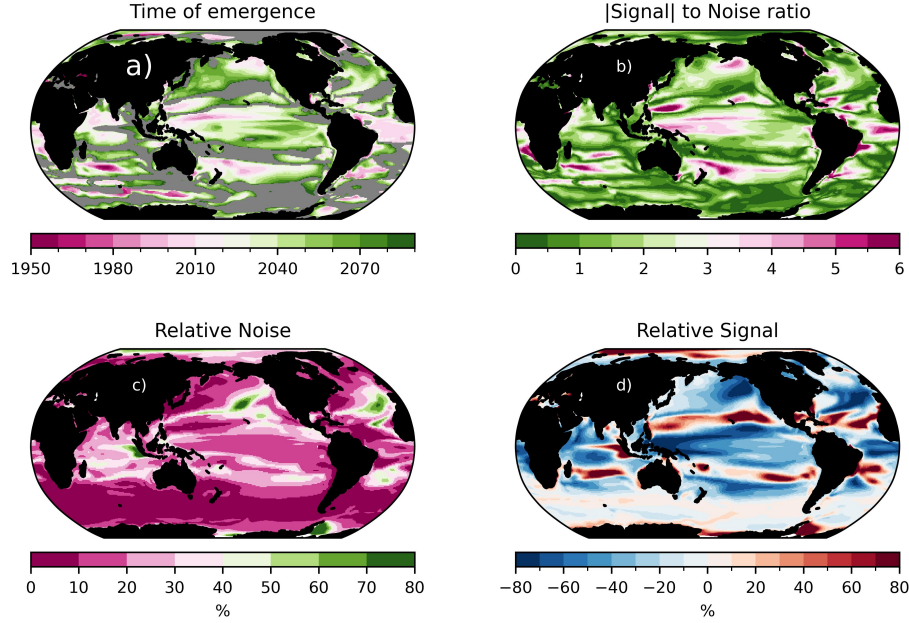 Time of emergence
|Signal| to Noise ratio
a)
b)
1950 1980 2010 2040 2070
0 1 2 3 4 5 6
Relative Noise
Relative Signal
c)
d)
0 10 20 30 40 50 60 70 80
%
−80 −60 −40 −20 0 20 40 60 80
%